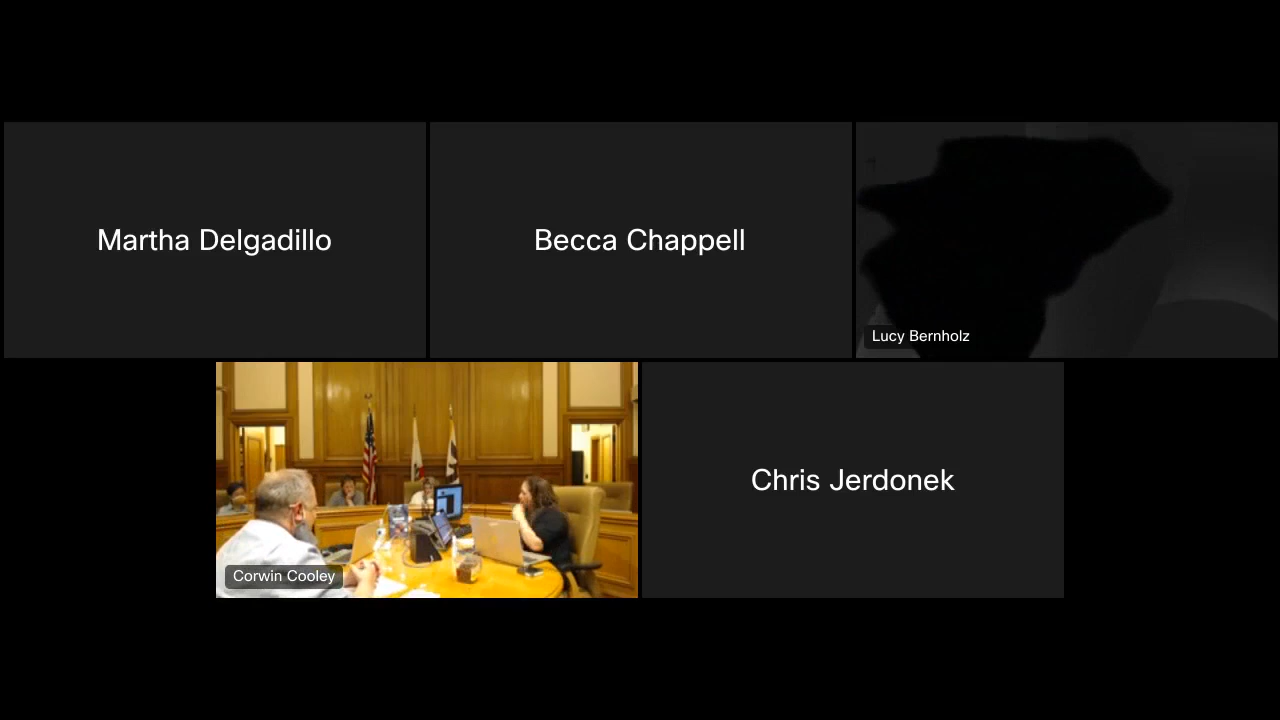 Martha Delgadillo
Becca Chappell
Lucy Bernholz
Corwin Cooley
Chris Jerdonek